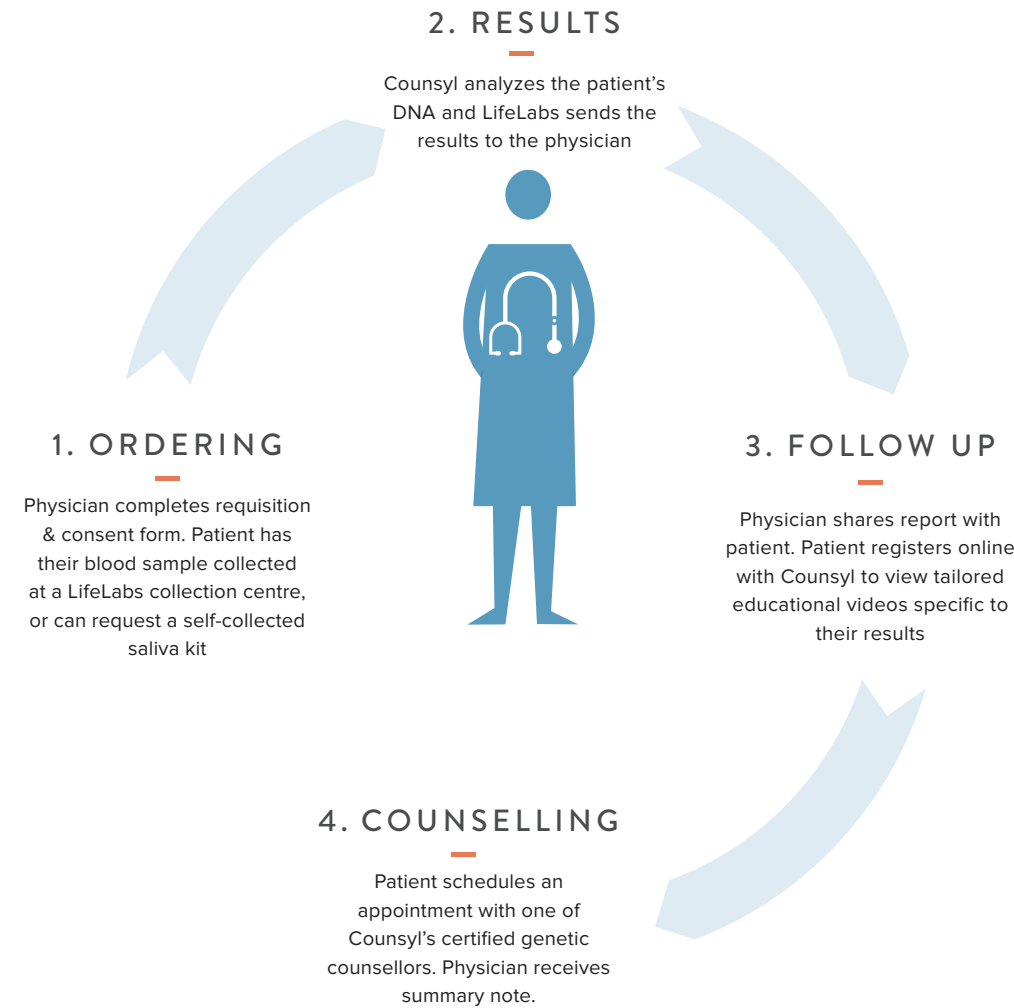 2. RESULTS
Counsyl analyzes the patient’s
DNA and LifeLabs sends the
results to the physician
1. ORDERING
Physician completes requisition
& consent form. Patient has
their blood sample collected
at a LifeLabs collection centre,
or can request a self-collected
saliva kit
3. FOLLOW UP
Physician shares report with
patient. Patient registers online
with Counsyl to view tailored
educational videos specific to
their results
4. COUNSELLING
Patient schedules an
appointment with one of
Counsyl’s certified genetic
counsellors. Physician receives
summary note.